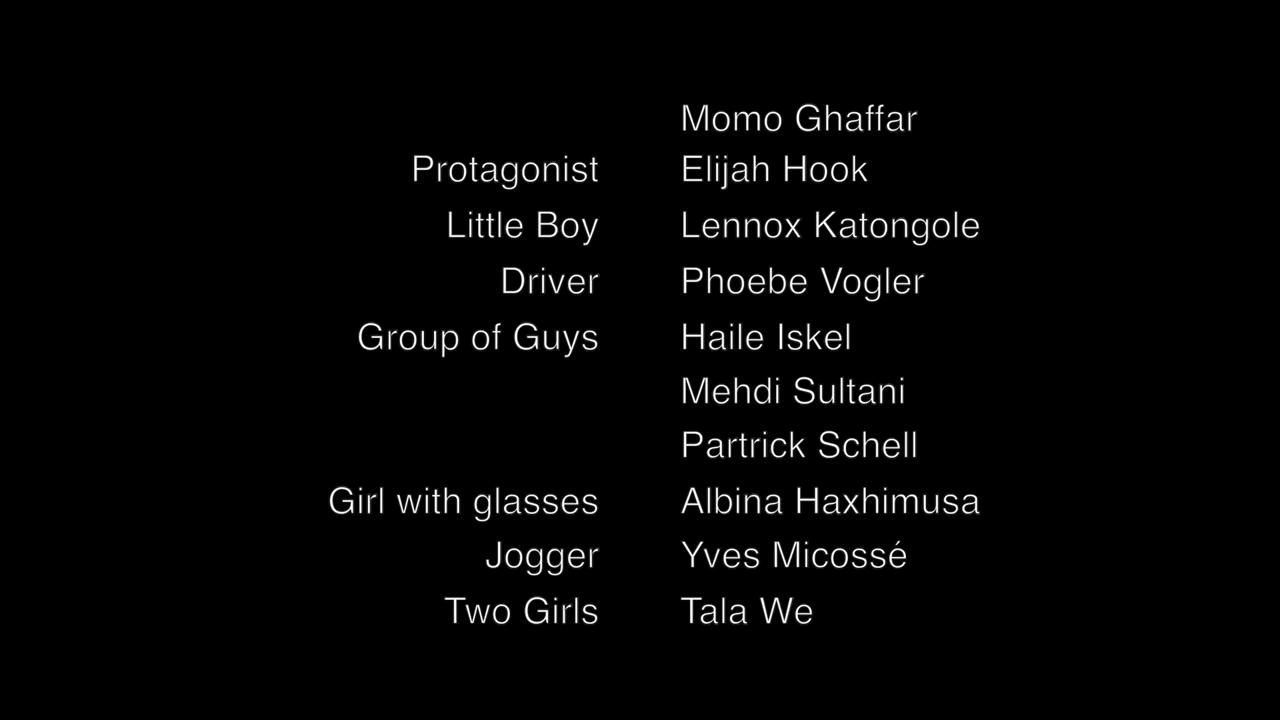 Momo Ghaffar
Protagonist Elijah Hook
Little Boy Lennox Katongole
Driver Phoebe Vogler
Group of Guys Haile Iskel
Mehdi Sultani
Partrick Schell
Girl with glasses Albina Haxhimusa
Jogger Yves Micossé
Two Girls Tala We